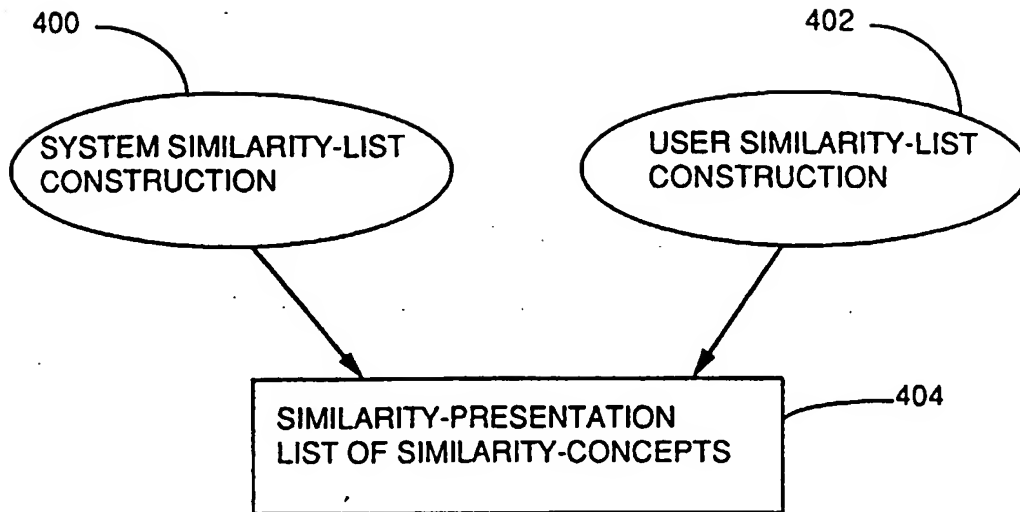 400
402
SYSTEM SIMILARITY-LIST
CONSTRUCTION
USER SIMILARITY-LIST
CONSTRUCTION
404
SIMILARITY-PRESENTATION
LIST OF SIMILARITY-CONCEPTS